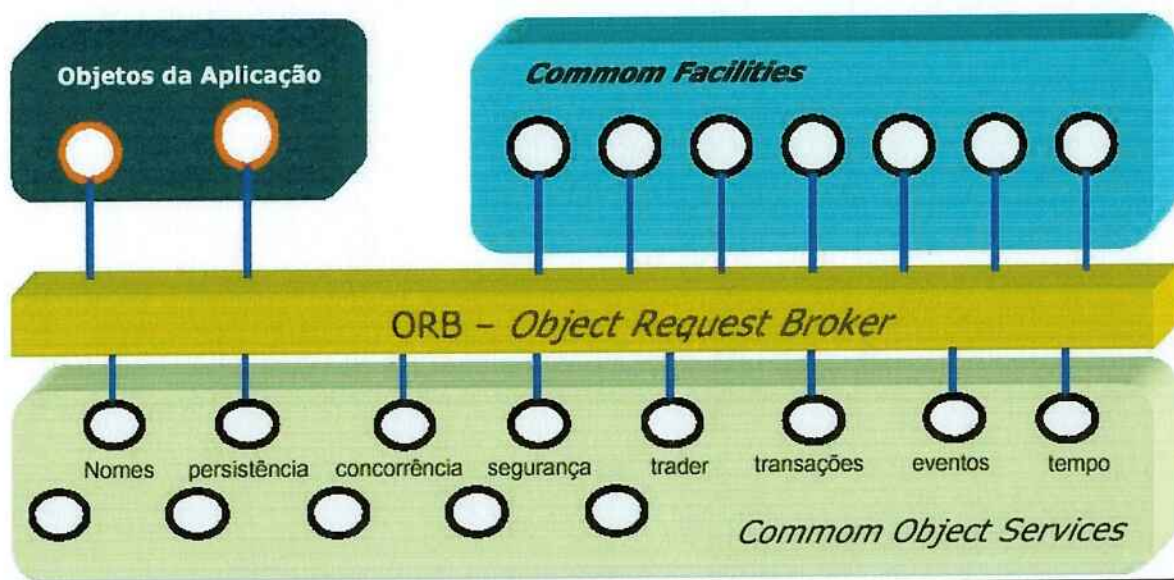 Objetos da Aplicação
Commom Facilities
ORB – Object Request Broker
Nomes persistência concorrência segurança trader transações eventos tempo
Commom Object Services